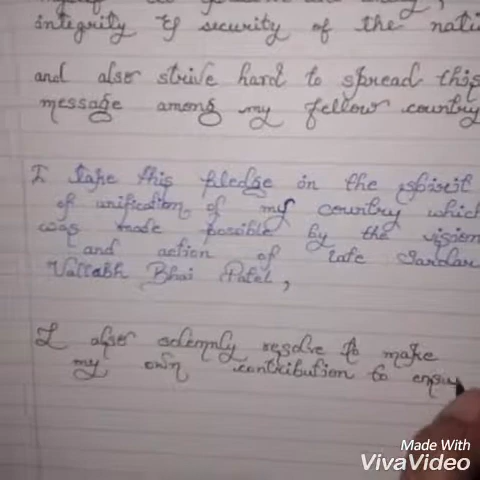 integrity & security of the nati
and also strive hard to spread this
message among my fellow country
I take this pledge in the spirit
of unification of my country which
was made possible by the vision
and action of late Sardar
Vallabh Bhai Patel,
I also solemnly resolve to make
my own contribution to ensu
Made With
VivaVideo